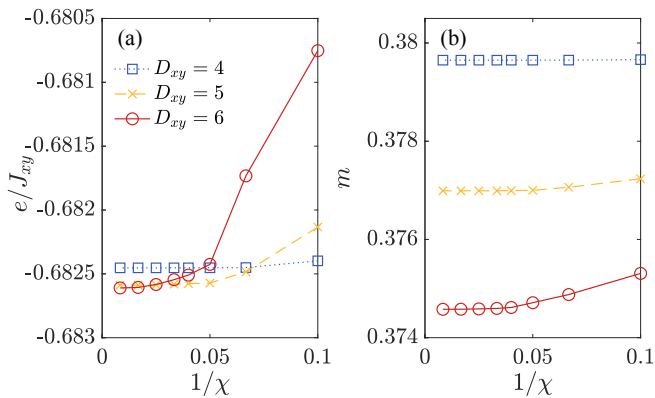 (a)
D_xy = 4
D_xy = 5
D_xy = 6
-0.6805
-0.681
-0.6815
-0.682
-0.6825
-0.683
e/J_xy
0
0.05
0.1
1/χ
(b)
0.38
0.378
0.376
0.374
m
0
0.05
0.1
1/χ